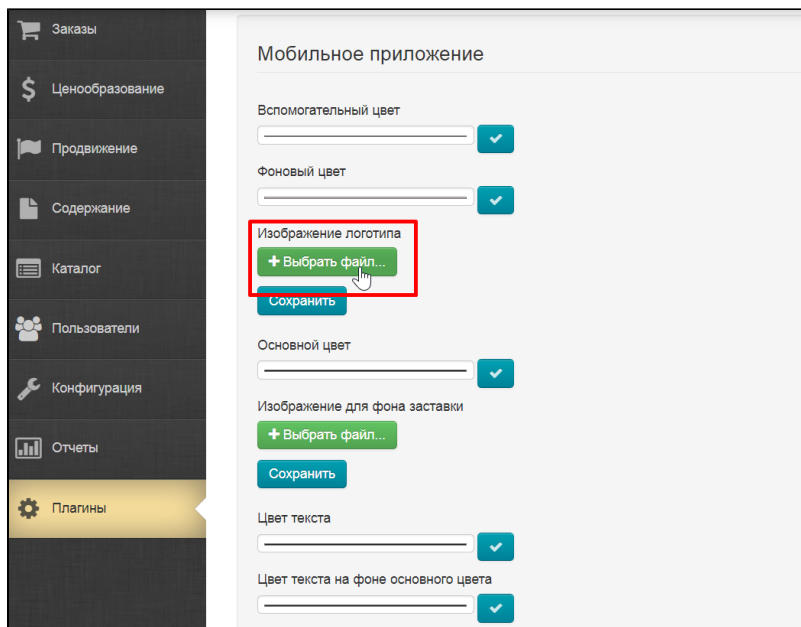 Заказы
Ценообразование
Продвижение
Содержание
Каталог
Пользователи
Конфигурация
Отчеты
Плагины
Мобильное приложение
Вспомогательный цвет
Фоновый цвет
Изображение логотипа
+ Выбрать файл...
Сохранить
Основной цвет
Изображение для фона заставки
+ Выбрать файл...
Сохранить
Цвет текста
Цвет текста на фоне основного цвета